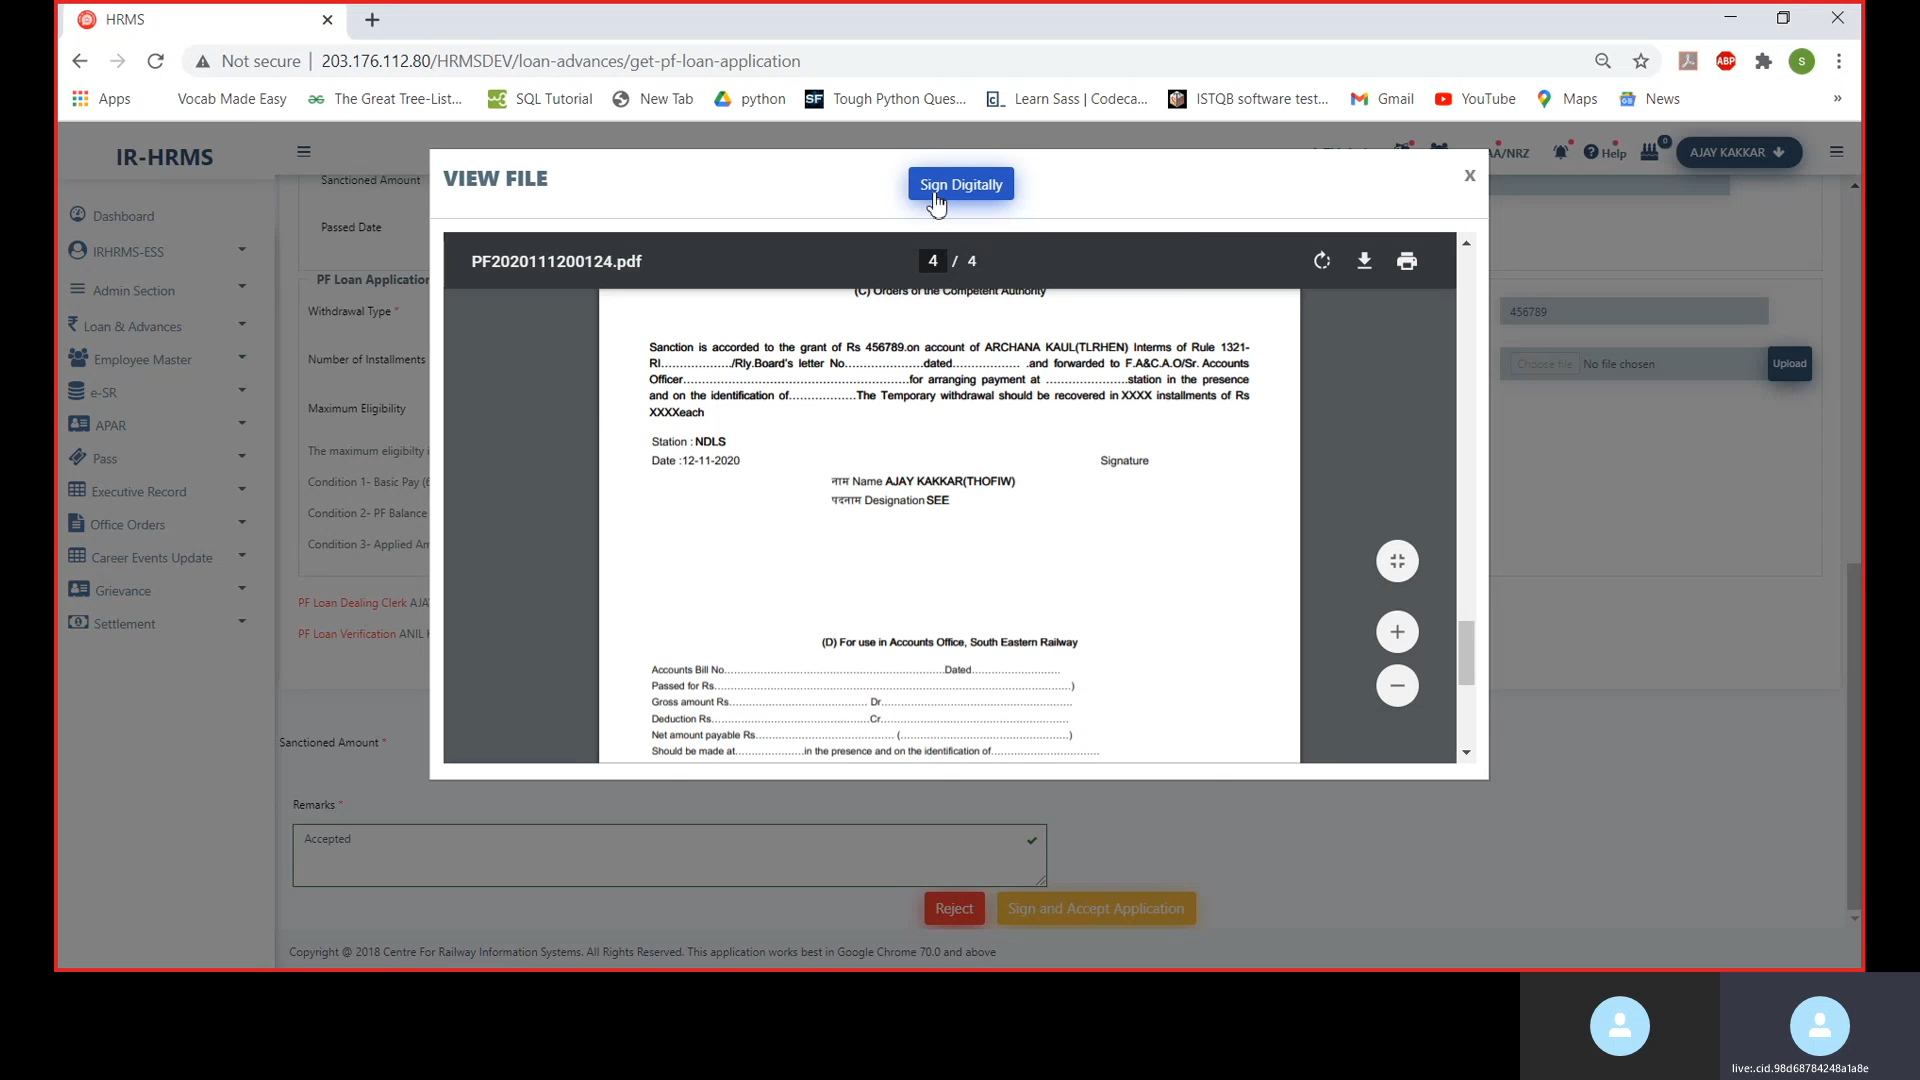 HRMS
Not secure | 203.176.112.80/HRMSDEV/loan-advances/get-pf-loan-application
ABP
S
Apps
Vocab Made Easy
The Great Tree-List...
SQL Tutorial
New Tab
python
SF Tough Python Ques...
Learn Sass | Codeca...
ISTQB software test...
Gmail
YouTube
Maps
News
»
IR-HRMS
AA/NRZ
Help
0
AJAY KAKKAR
Dashboard
IRHRMS-ESS
Admin Section
Loan & Advances
Employee Master
e-SR
APAR
Pass
Executive Record
Office Orders
Career Events Update
Grievance
Settlement
Sanctioned Amount
Passed Date
PF Loan Application
Withdrawal Type *
Number of Installments
Maximum Eligibility
The maximum eligibilty i
Condition 1- Basic Pay (6
Condition 2- PF Balance
Condition 3- Applied Am
PF Loan Dealing Clerk AJA
PF Loan Verification ANIL
456789
Choose file No file chosen
Upload
VIEW FILE
Sign Digitally
X
PF2020111200124.pdf
4 / 4
(C) Orders of the Competent Authority
Sanction is accorded to the grant of Rs 456789.on account of ARCHANA KAUL(TLRHEN) Interms of Rule 1321-
RI................../Rly.Board's letter No....................dated................. .and forwarded to F.A&C.A.O/Sr. Accounts
Officer.......................................................for arranging payment at .....................station in the presence
and on the identification of.................The Temporary withdrawal should be recovered in XXXX installments of Rs
XXXXeach
Station : NDLS
Date :12-11-2020
Signature
नाम Name AJAY KAKKAR(THOFIW)
पदनाम Designation SEE
(D) For use in Accounts Office, South Eastern Railway
Accounts Bill No.......................................................Dated.............................
Passed for Rs.........................................................................................)
Gross amount Rs................................... Dr...............................................
Deduction Rs.......................................Cr...............................................
Net amount payable Rs................................... (..........................................)
Should be made at.................in the presence and on the identification of...........................
Sanctioned Amount *
Remarks *
Accepted
Reject
Sign and Accept Application
Copyright @ 2018 Centre For Railway Information Systems. All Rights Reserved. This application works best in Google Chrome 70.0 and above
live:.cid.98d68784248a1a8e